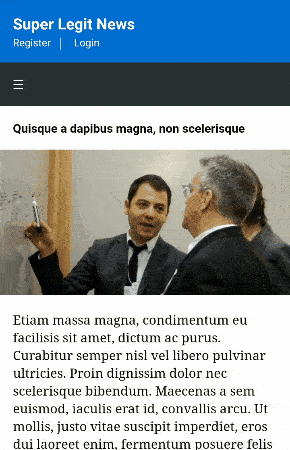 Super Legit News
Register | Login
☰
Quisque a dapibus magna, non scelerisque
Etiam massa magna, condimentum eu
facilisis sit amet, dictum ac purus.
Curabitur semper nisl vel libero pulvinar
ultricies. Proin dignissim dolor nec
scelerisque bibendum. Maecenas a sem
euismod, iaculis erat id, convallis arcu. Ut
mollis, justo vitae suscipit imperdiet, eros
dui laoreet enim, fermentum posuere felis